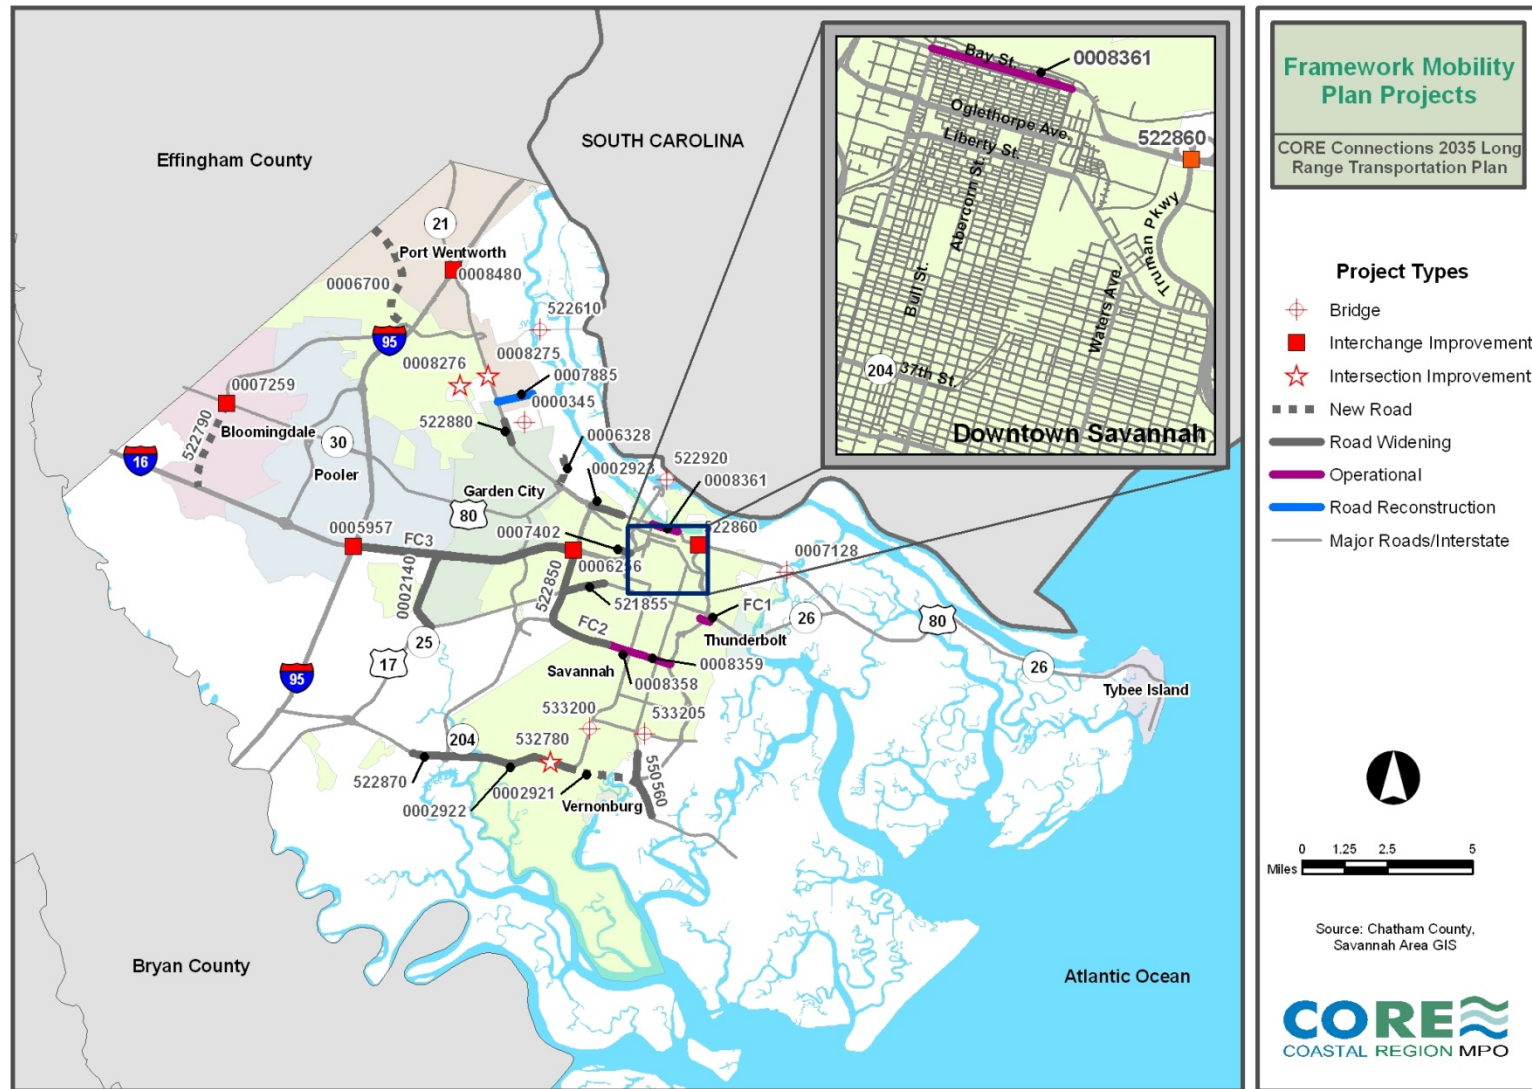 Effingham County
SOUTH CAROLINA
21
Port Wentworth
0008480
0006700
522610
95
0008275
0008276
0007885
0000345
0007259
522880
522790
Bloomingdale
30
0006328
16
Pooler
0002923
522920
Garden City
0008361
80
0005957
FC3
0007402
522860
0007128
0006256
0002140
522850
521855
FC1
26
80
25
FC2
Thunderbolt
17
0008359
26
95
Savannah
0008358
Tybee Island
533200
533205
204
532780
550560
522870
0002921
0002922
Vernonburg
Bryan County
Atlantic Ocean
Bay St.
0008361
Oglethorpe Ave.
522860
Liberty St.
Abercorn St.
Truman Pkwy
Bull St.
Waters Ave.
204
37th St.
Downtown Savannah
Framework Mobility
Plan Projects
CORE Connections 2035 Long
Range Transportation Plan
Project Types
Bridge
Interchange Improvement
Intersection Improvement
New Road
Road Widening
Operational
Road Reconstruction
Major Roads/Interstate
0 1.25 2.5 5
Miles
Source: Chatham County,
Savannah Area GIS
CORE
COASTAL REGION MPO